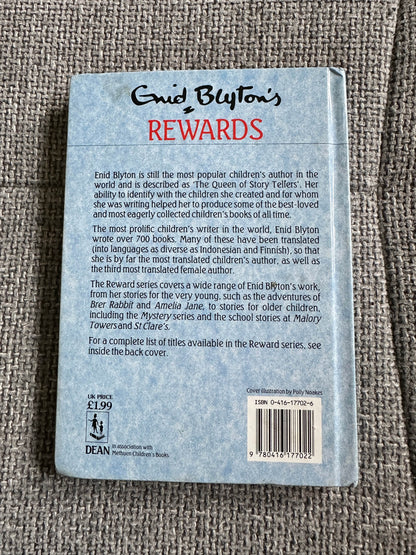 Enid Blyton's
REWARDS
Enid Blyton is still the most popular children's author in the
world and is described as 'The Queen of Story Tellers'. Her
ability to identify with the children she created and for whom
she was writing helped her to produce some of the best-loved
and most eagerly collected children's books of all time.
The most prolific children's writer in the world, Enid Blyton
wrote over 700 books. Many of these have been translated
(into languages as diverse as Indonesian and Finnish), so that
she is by far the most translated children's author, as well as
the third most translated female author.
The Reward series covers a wide range of Enid Blyton's work,
from her stories for the very young, such as the adventures of
Brer Rabbit and Amelia Jane, to stories for older children,
including the Mystery series and the school stories at Malory
Towers and St Clare's.
For a complete list of titles available in the Reward series, see
inside the back cover.
Cover illustration by Polly Noakes
UK PRICE
£1.99
ISBN 0-416-17702-6
9 780416 177022
DEAN
in association with
Methuen Children's Books